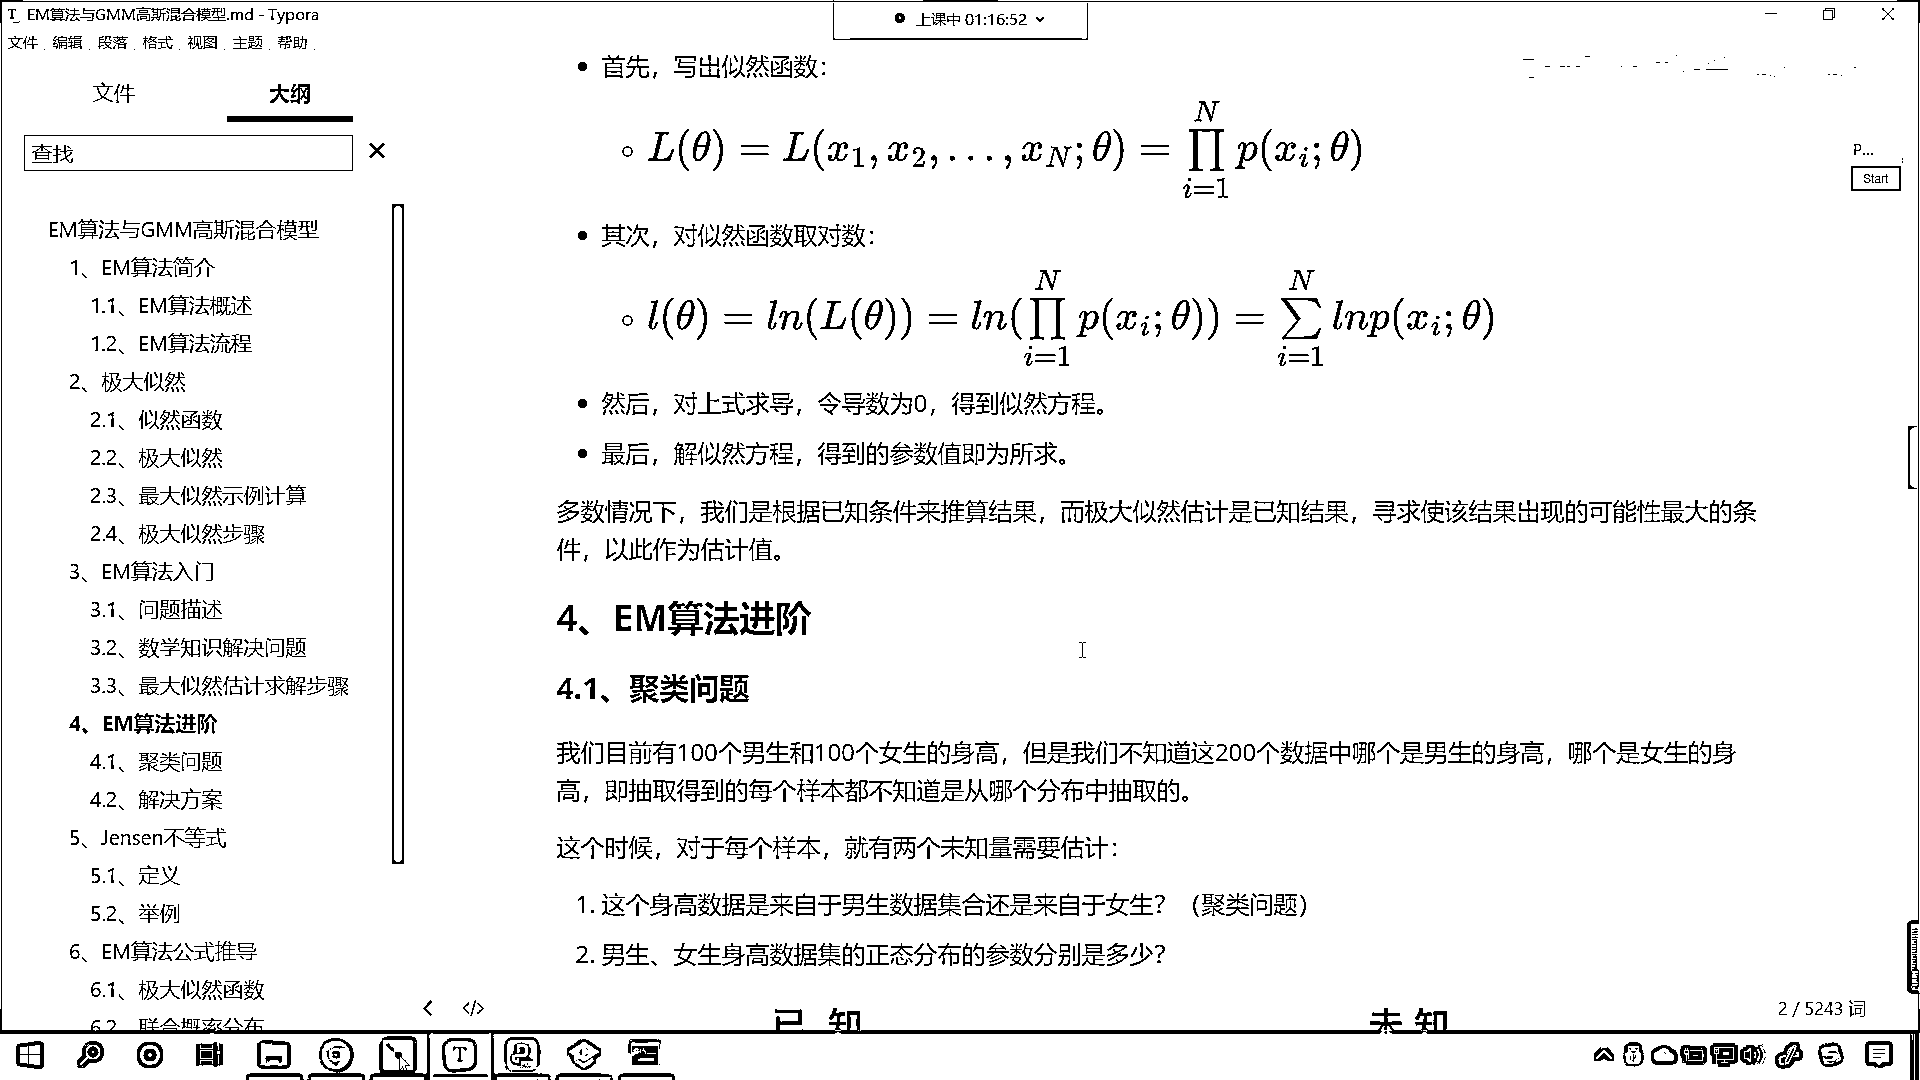 EM算法与GMM高斯混合模型.md - Typora
上课中 01:16:52
文件 编辑 段落 格式 视图 主题 帮助
文件 大纲
查找
EM算法与GMM高斯混合模型
1、EM算法简介
1.1、EM算法概述
1.2、EM算法流程
2、极大似然
2.1、似然函数
2.2、极大似然
2.3、最大似然示例计算
2.4、极大似然步骤
3、EM算法入门
3.1、问题描述
3.2、数学知识解决问题
3.3、最大似然估计求解步骤
4、EM算法进阶
4.1、聚类问题
4.2、解决方案
5、Jensen不等式
5.1、定义
5.2、举例
6、EM算法公式推导
6.1、极大似然函数
6.2、联合概率分布
首先，写出似然函数：
L(θ) = L(x₁, x₂, ..., x_N; θ) = ∏_{i=1}^{N} p(x_i; θ)
其次，对似然函数取对数：
l(θ) = ln(L(θ)) = ln(∏_{i=1}^{N} p(x_i; θ)) = ∑_{i=1}^{N} lnp(x_i; θ)
然后，对上式求导，令导数为0，得到似然方程。
最后，解似然方程，得到的参数值即为所求。
多数情况下，我们是根据已知条件来推算结果，而极大似然估计是已知结果，寻求使该结果出现的可能性最大的条
件，以此作为估计值。
4、EM算法进阶
4.1、聚类问题
我们目前有100个男生和100个女生的身高，但是我们不知道这200个数据中哪个是男生的身高，哪个是女生的身
高，即抽取得到的每个样本都不知道是从哪个分布中抽取的。
这个时候，对于每个样本，就有两个未知量需要估计：
1. 这个身高数据是来自于男生数据集合还是来自于女生？（聚类问题）
2. 男生、女生身高数据集的正态分布的参数分别是多少？
已 知 未 知
P...
Start
2 / 5243 词